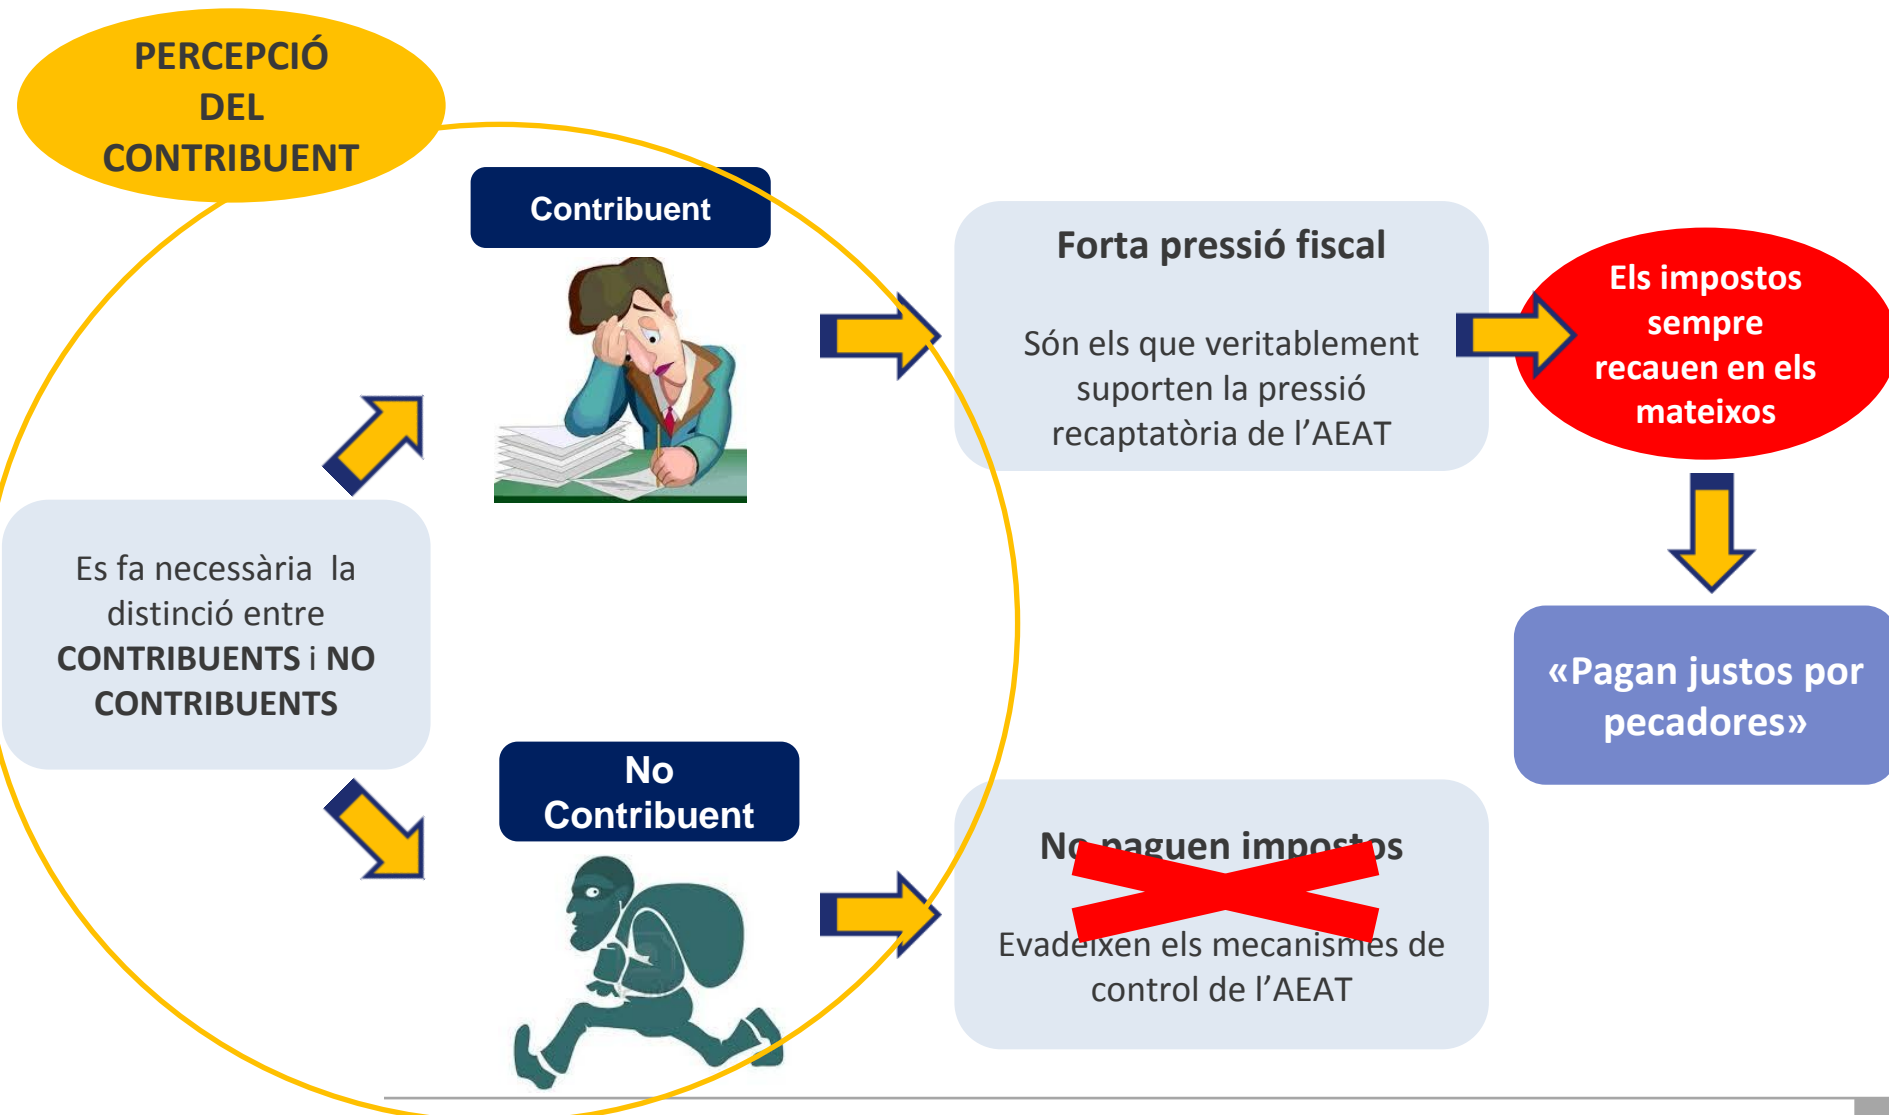 PERCEPCIÓ
DEL
CONTRIBUENT
Contribuent
Forta pressió fiscal
Són els que veritablement
suporten la pressió
recaptatòria de l'AEAT
Els impostos
sempre
recauen en els
mateixos
Es fa necessària la
distinció entre
CONTRIBUENTS i NO
CONTRIBUENTS
«Pagan justos por
pecadores»
No
Contribuent
No paguen impostos
Evadeixen els mecanismes de
control de l'AEAT